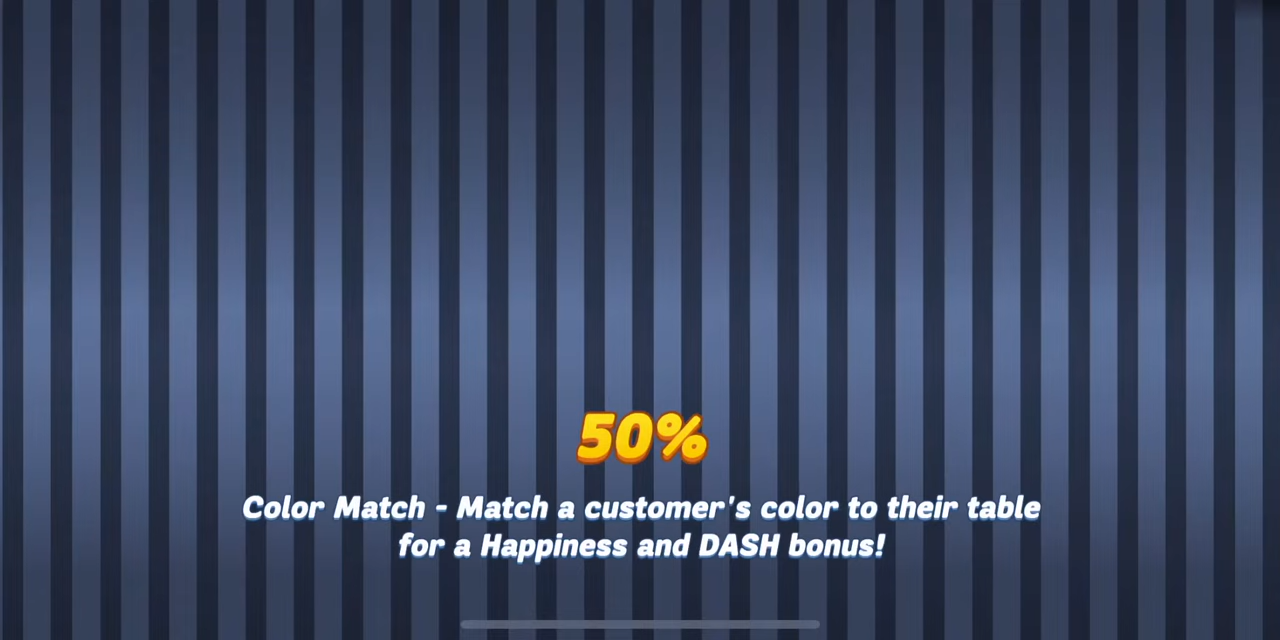 50%
Color Match - Match a customer's color to their table
for a Happiness and DASH bonus!